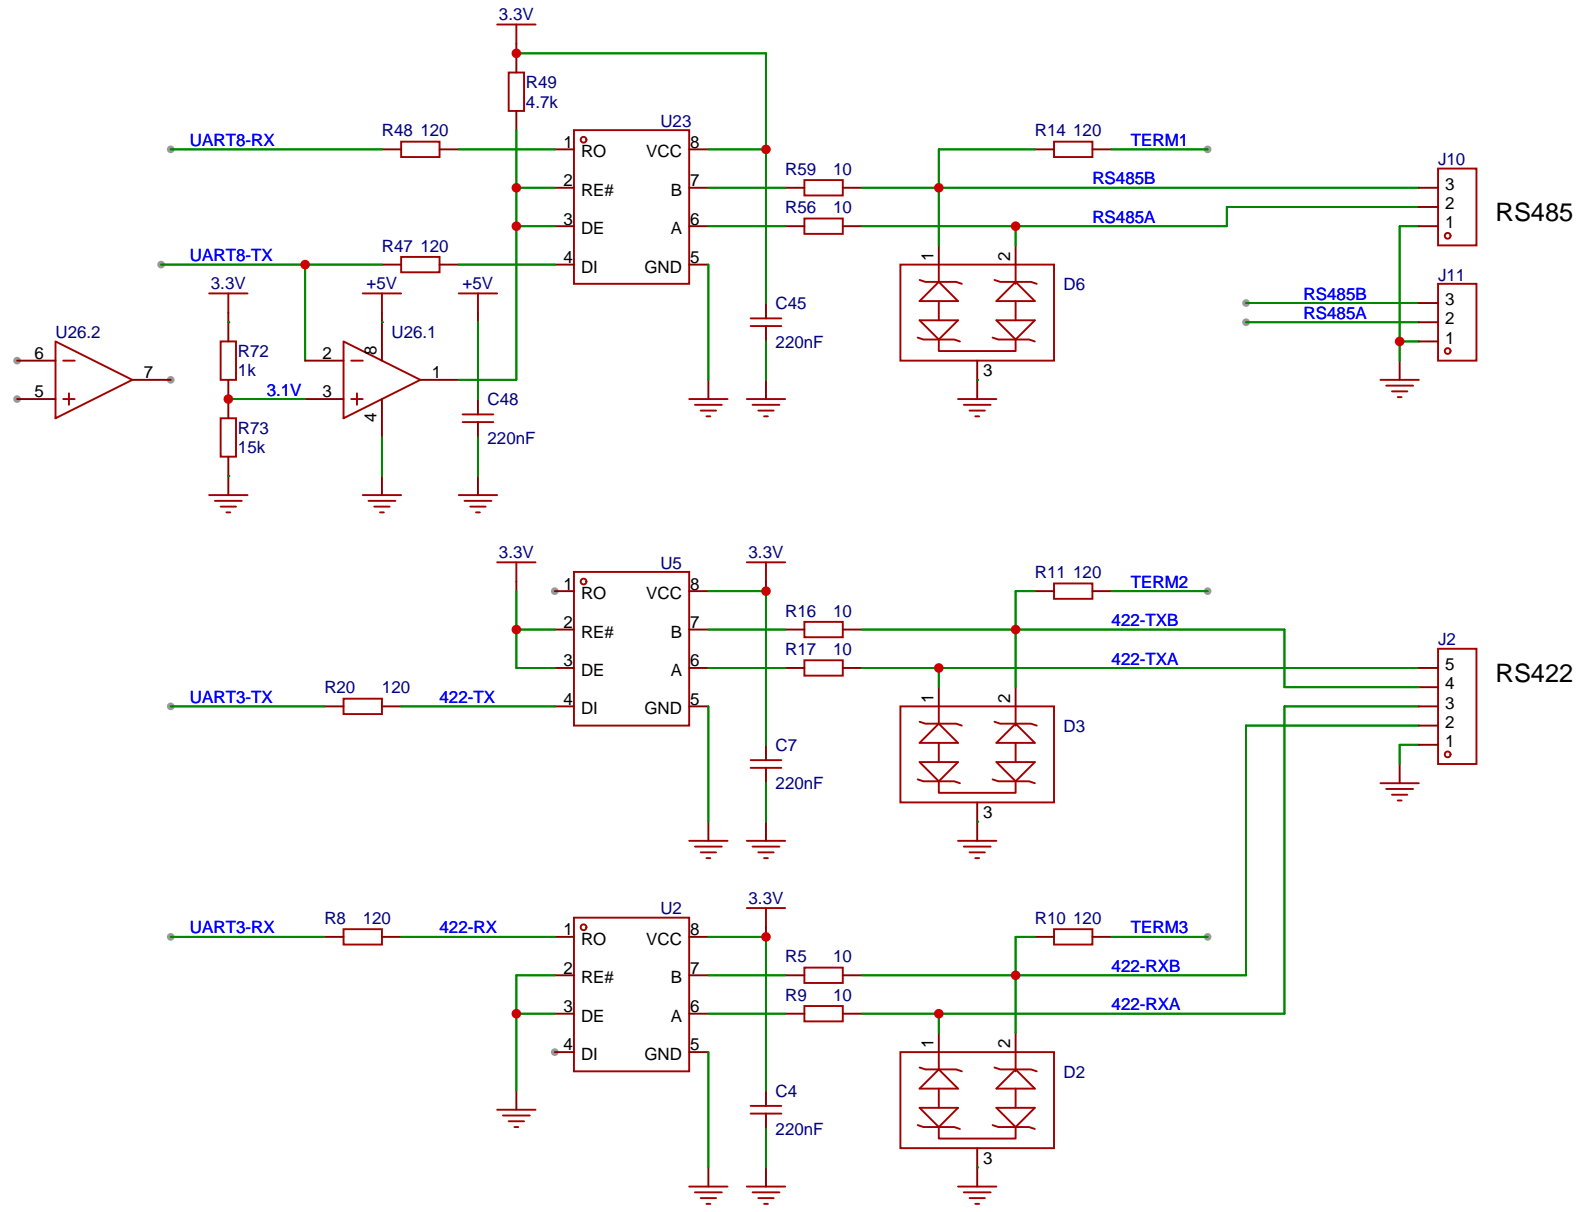 3.3V
R49
4.7k
UART8-RX
R48 120
U23
1 RO VCC 8
2 RE# B 7
3 DE A 6
4 DI GND 5
R14 120
TERM1
R59 10
RS485B
R56 10
RS485A
J10
3
2
1
RS485
UART8-TX
R47 120
3.3V
+5V
+5V
1
2
D6
3
J11
RS485B
3
RS485A
2
1
C45
220nF
U26.2
6
5
7
U26.1
2
3
8
4
1
R72
1k
3.1V
R73
15k
C48
220nF
3.3V
U5
3.3V
1 RO VCC 8
2 RE# B 7
3 DE A 6
4 DI GND 5
R11 120
TERM2
R16 10
422-TXB
R17 10
422-TXA
J2
5
4
3
2
1
RS422
UART3-TX
R20 120
422-TX
1
2
D3
3
C7
220nF
3.3V
UART3-RX
R8 120
422-RX
U2
1 RO VCC 8
2 RE# B 7
3 DE A 6
4 DI GND 5
R10 120
TERM3
R5 10
422-RXB
R9 10
422-RXA
1
2
D2
3
C4
220nF